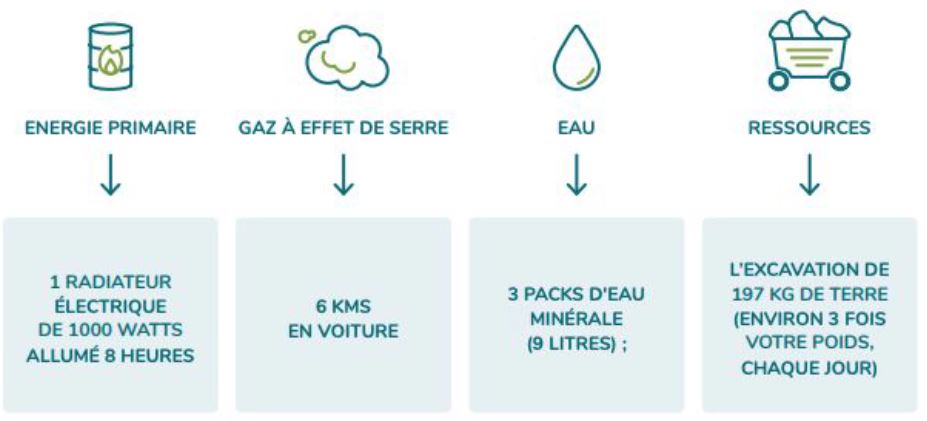 ENERGIE PRIMAIRE
GAZ À EFFET DE SERRE
EAU
RESSOURCES
1 RADIATEUR
ÉLECTRIQUE
DE 1000 WATTS
ALLUMÉ 8 HEURES
6 KMS
EN VOITURE
3 PACKS D'EAU
MINÉRALE
(9 LITRES) ;
L'EXCAVATION DE
197 KG DE TERRE
(ENVIRON 3 FOIS
VOTRE POIDS,
CHAQUE JOUR)